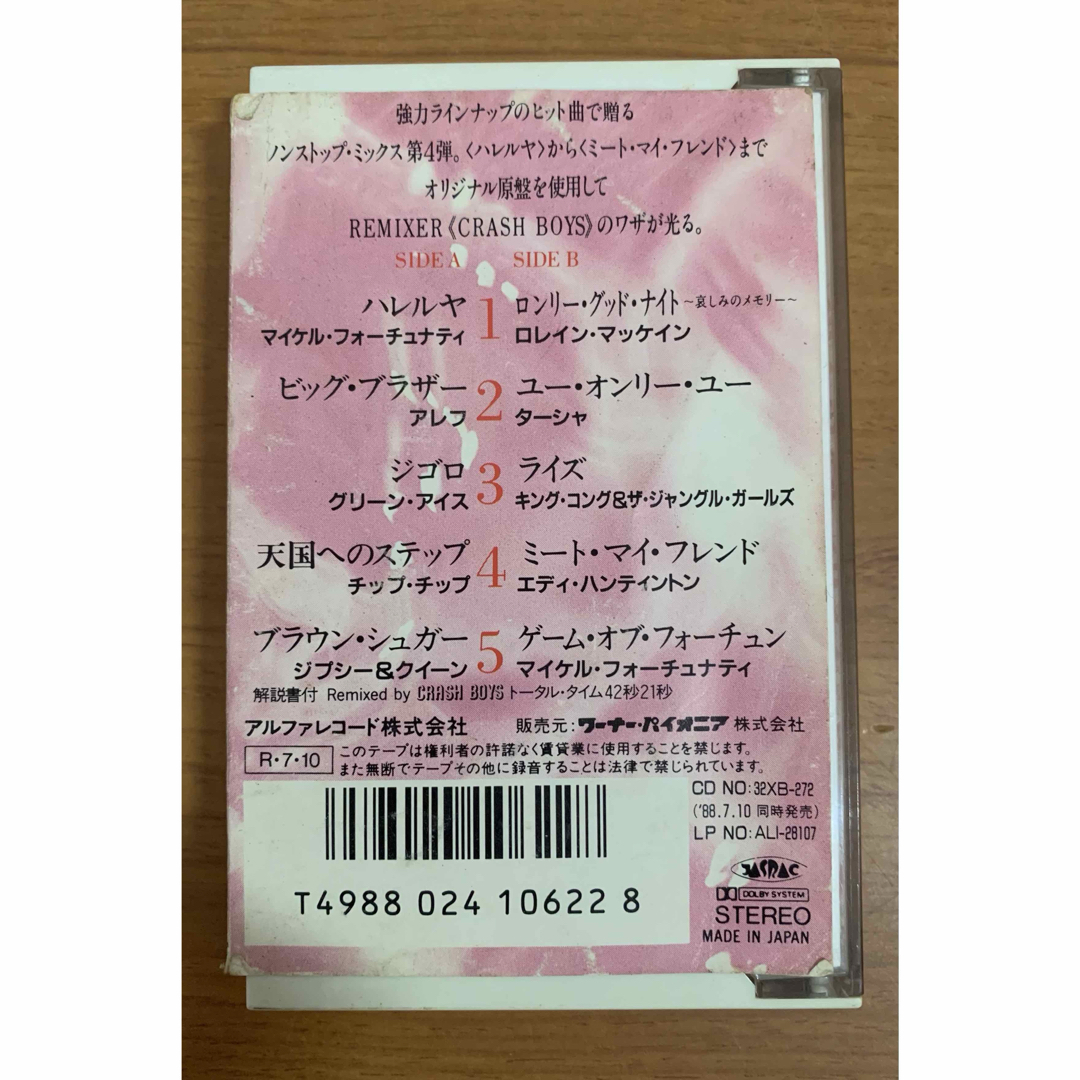 強力ラインナップのヒット曲で贈る
ノンストップ・ミックス第4弾。〈ハレルヤ〉から〈ミート・マイ・フレンド〉まで
オリジナル原盤を使用して
REMIXER《CRASH BOYS》のワザが光る。
SIDE A SIDE B
ハレルヤ 1 ロンリー・グッド・ナイト〜哀しみのメモリー〜
マイケル・フォーチュナティ ロレイン・マッケイン
ビッグ・ブラザー 2 ユー・オンリー・ユー
アレフ ターシャ
ジゴロ 3 ライズ
グリーン・アイス キング・コング&ザ・ジャングル・ガールズ
天国へのステップ 4 ミート・マイ・フレンド
チップ・チップ エディ・ハンティントン
ブラウン・シュガー 5 ゲーム・オブ・フォーチュン
ジプシー&クイーン マイケル・フォーチュナティ
解説書付 Remixed by CRASH BOYS トータル・タイム42秒21秒
アルファレコード株式会社 販売元:ワーナー・パイオニア株式会社
R・7・10 このテープは権利者の許諾なく賃貸業に使用することを禁じます。
また無断でテープその他に録音することは法律で禁じられています。
CD NO:32XB-272
('88.7.10 同時発売)
LP NO:ALI-28107
T4988 024 10622 8
JASRAC
DOLBY SYSTEM
STEREO
MADE IN JAPAN